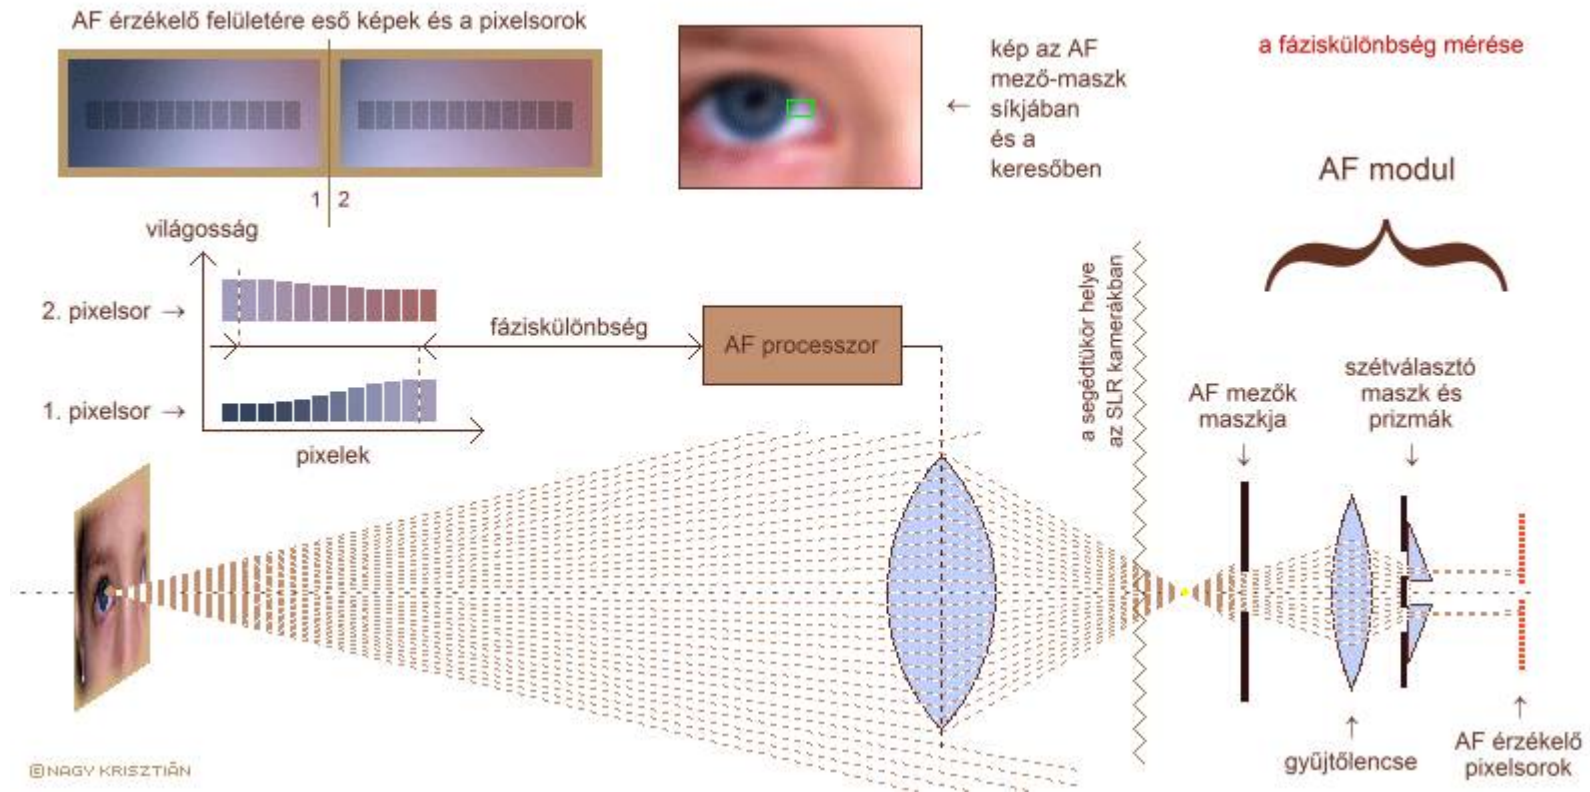 AF érzékelő felületére eső képek és a pixelsorok
1 2
kép az AF
mező-maszk
síkjában
és a
keresőben
←
a fáziskülönbség mérése
AF modul
világosság
2. pixelsor →
1. pixelsor →
pixelek
fáziskülönbség
AF processzor
a segédtükör helye
az SLR kamerákban
AF mezők
maszkja
↓
szétválasztó
maszk és
prizmák
↓
↑
gyűjtőlencse
↑
AF érzékelő
pixelsorok
©NAGY KRISZTIÁN